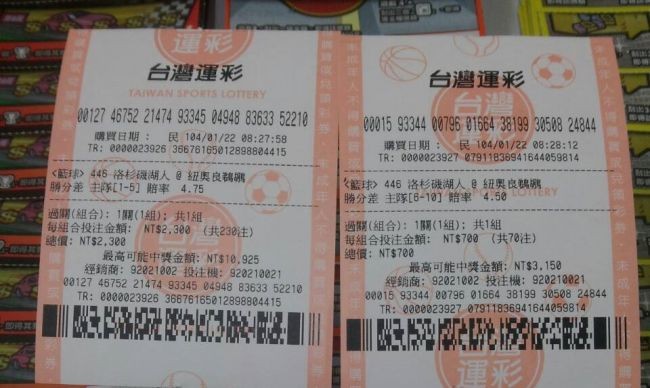 台灣運彩
TAIWAN SPORTS LOTTERY
00127 46752 21474 93345 04948 83633 52210
購買日期： 民 104/01/22 08:27:58
TR: 0000023926 36676165012898804415
<籃球> 446 洛杉磯湖人 @ 紐奧良鵜鶘
勝分差 主隊[1-5] 賠率 4.75
過關(組合): 1關(1組); 共1組
每組合投注金額: NT$2,300 (共230注)
總價: NT$2,300
最高可能中獎金額: NT$10,925
經銷商: 92021002 投注機: 920210021
00127 46752 21474 93345 04948 83633 52210
TR: 0000023926 36676165012898804415
台灣運彩
00015 93344 00796 01664 38199 30508 24844
購買日期： 民 104/01/22 08:28:12
TR: 0000023927 07911836941644059814
<籃球> 446 洛杉磯湖人 @ 紐奧良鵜鶘
勝分差 主隊[6-10] 賠率 4.50
過關(組合): 1關(1組); 共1組
每組合投注金額: NT$700 (共70注)
總價: NT$700
最高可能中獎金額: NT$3,150
經銷商: 92021002 投注機: 920210021
00015 93344 00796 01664 38199 30508 24844
TR: 0000023927 07911836941644059814